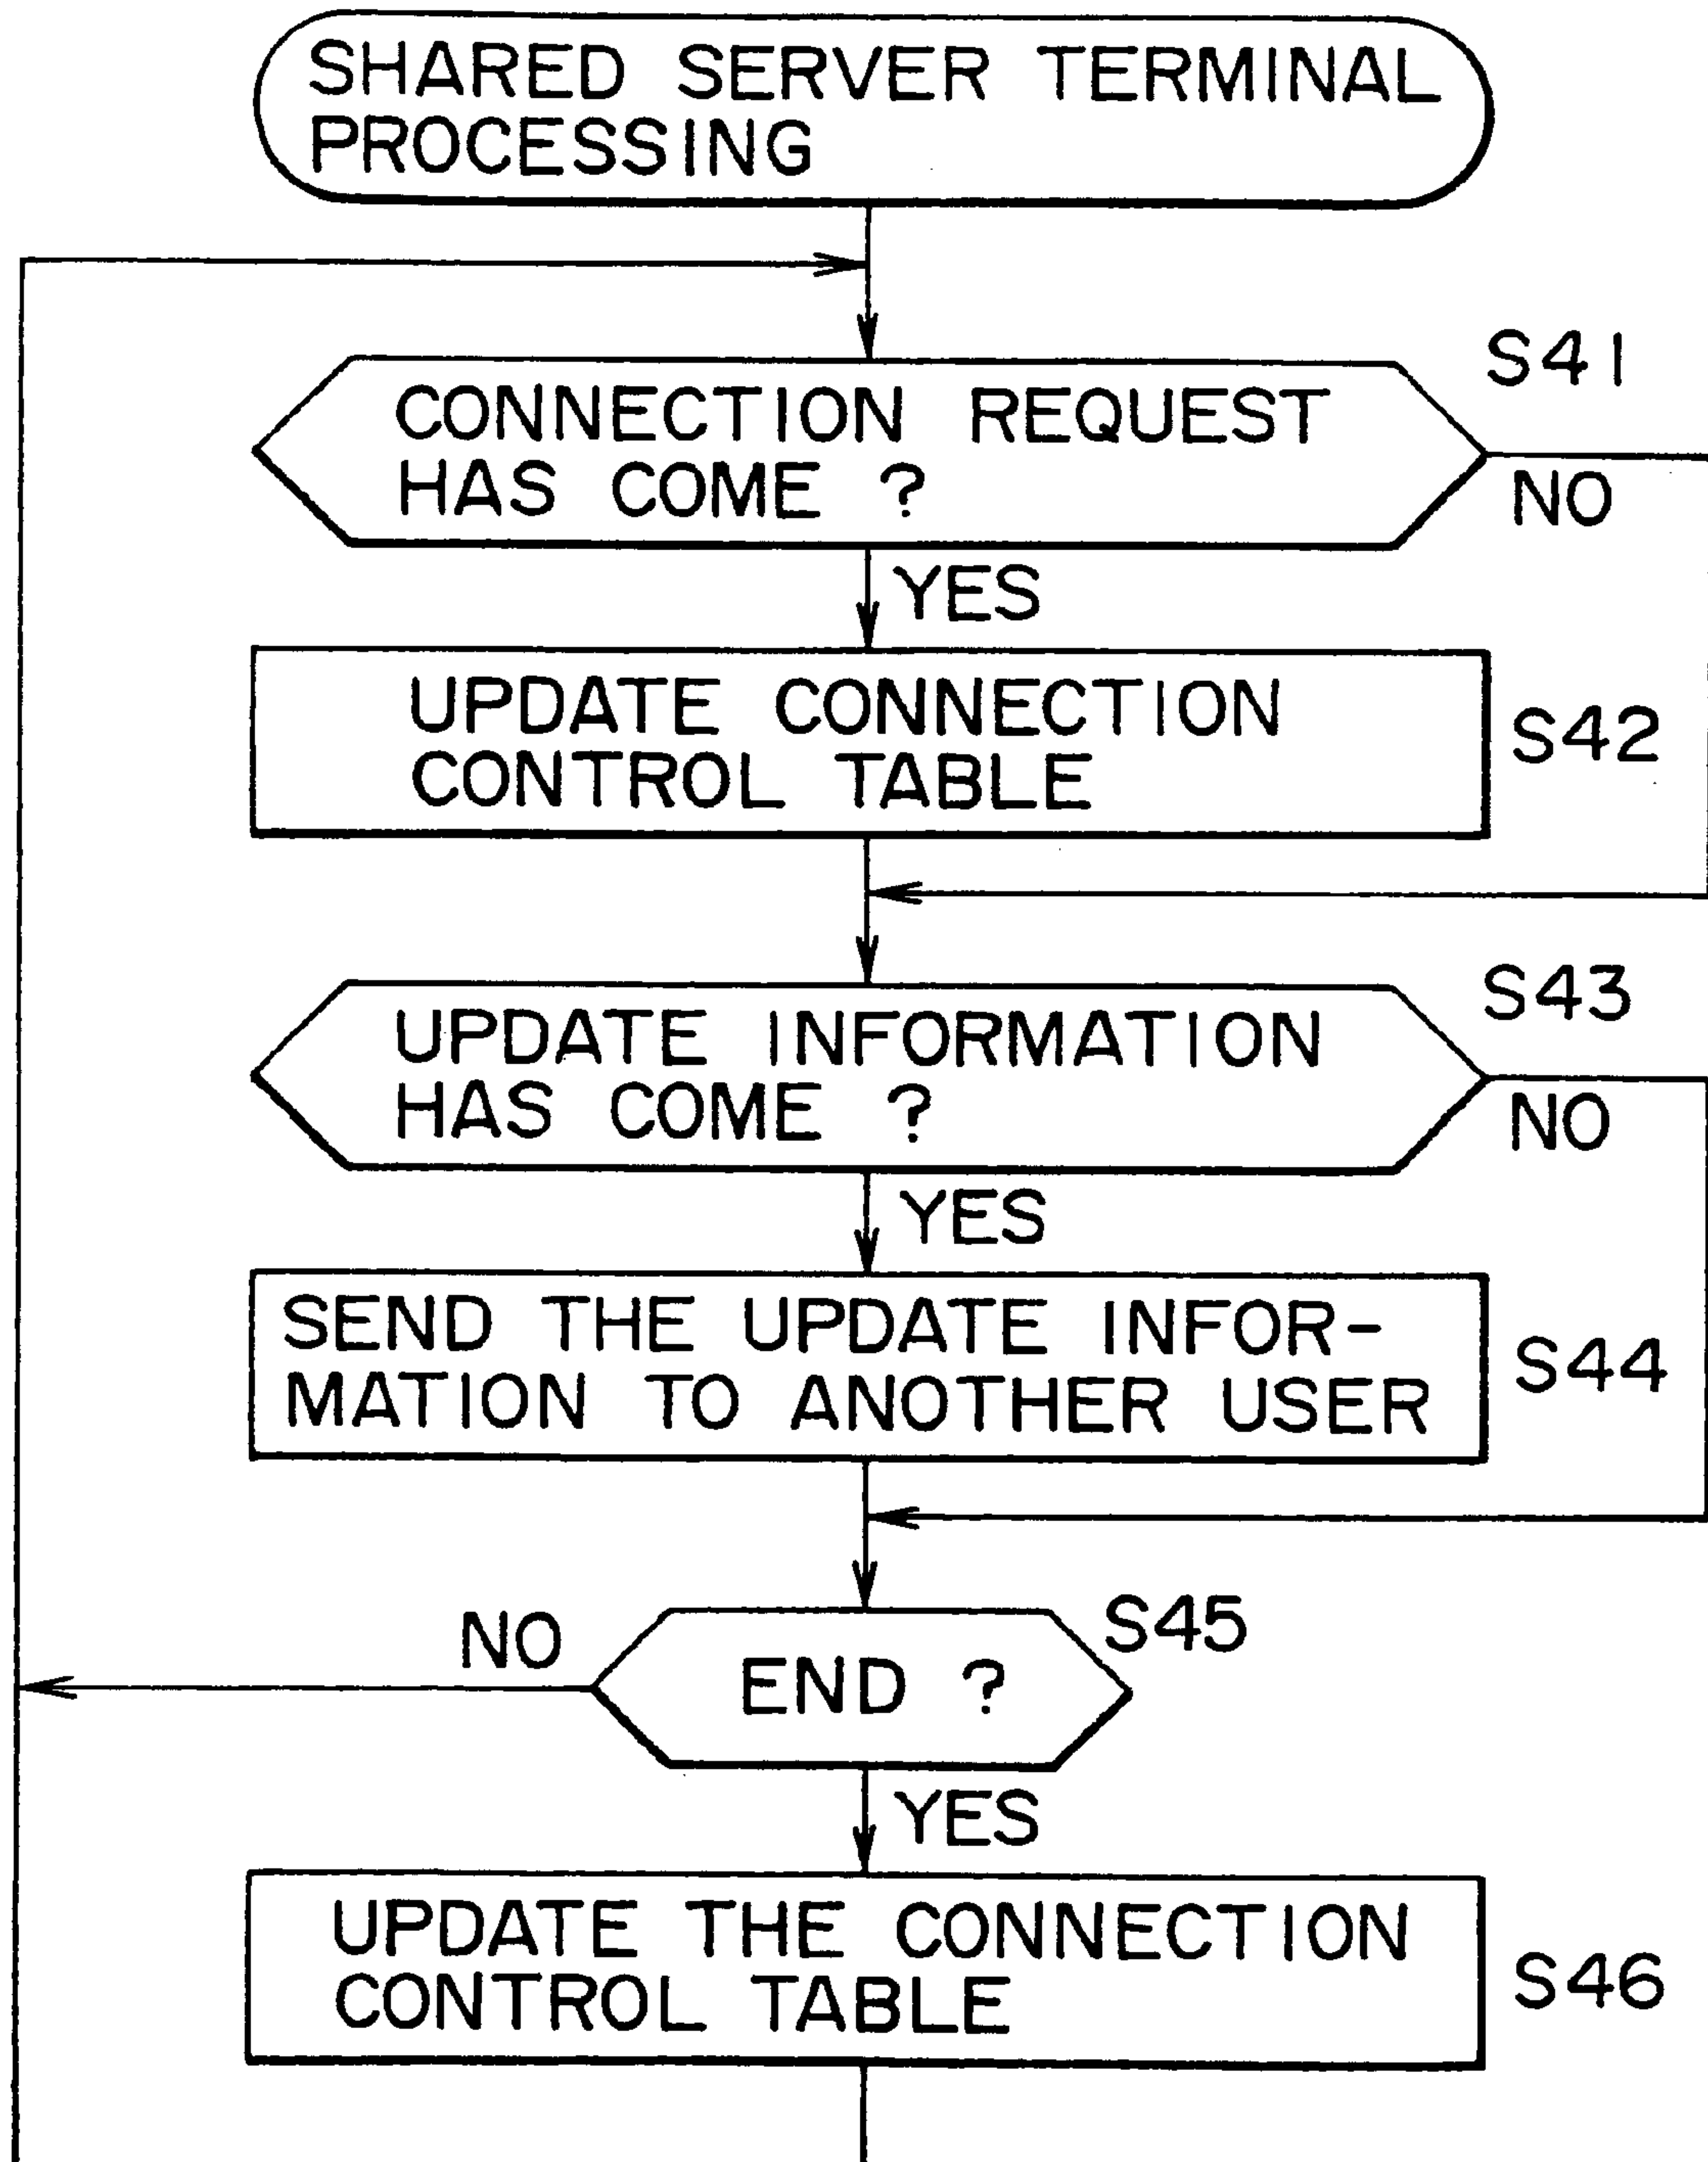 SHARED SERVER TERMINAL
PROCESSING
S41
CONNECTION REQUEST
HAS COME ?
NO
YES
UPDATE CONNECTION
CONTROL TABLE
S42
S43
UPDATE INFORMATION
HAS COME ?
NO
YES
SEND THE UPDATE INFOR-
MATION TO ANOTHER USER
S44
S45
NO
END ?
YES
UPDATE THE CONNECTION
CONTROL TABLE
S46